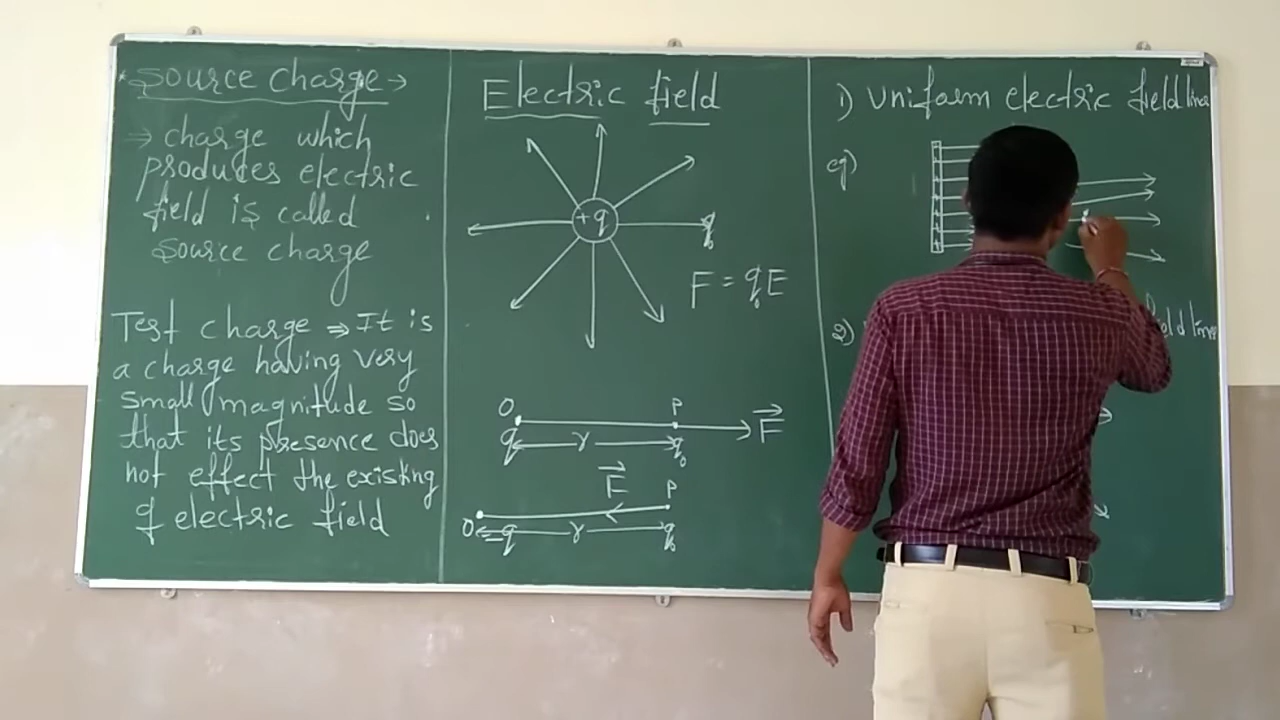 * Source charge →
→ charge which
produces electric
field is called
source charge
Test charge ⇒ It is
a charge having very
small magnitude so
that its presence does
not effect the existing
of electric field
Electric field
+q
q₀
F = q₀E
O P F⃗
q r q₀
E⃗ P
O -q r q₀
1) Uniform electric field lines
eg)
2) field lines